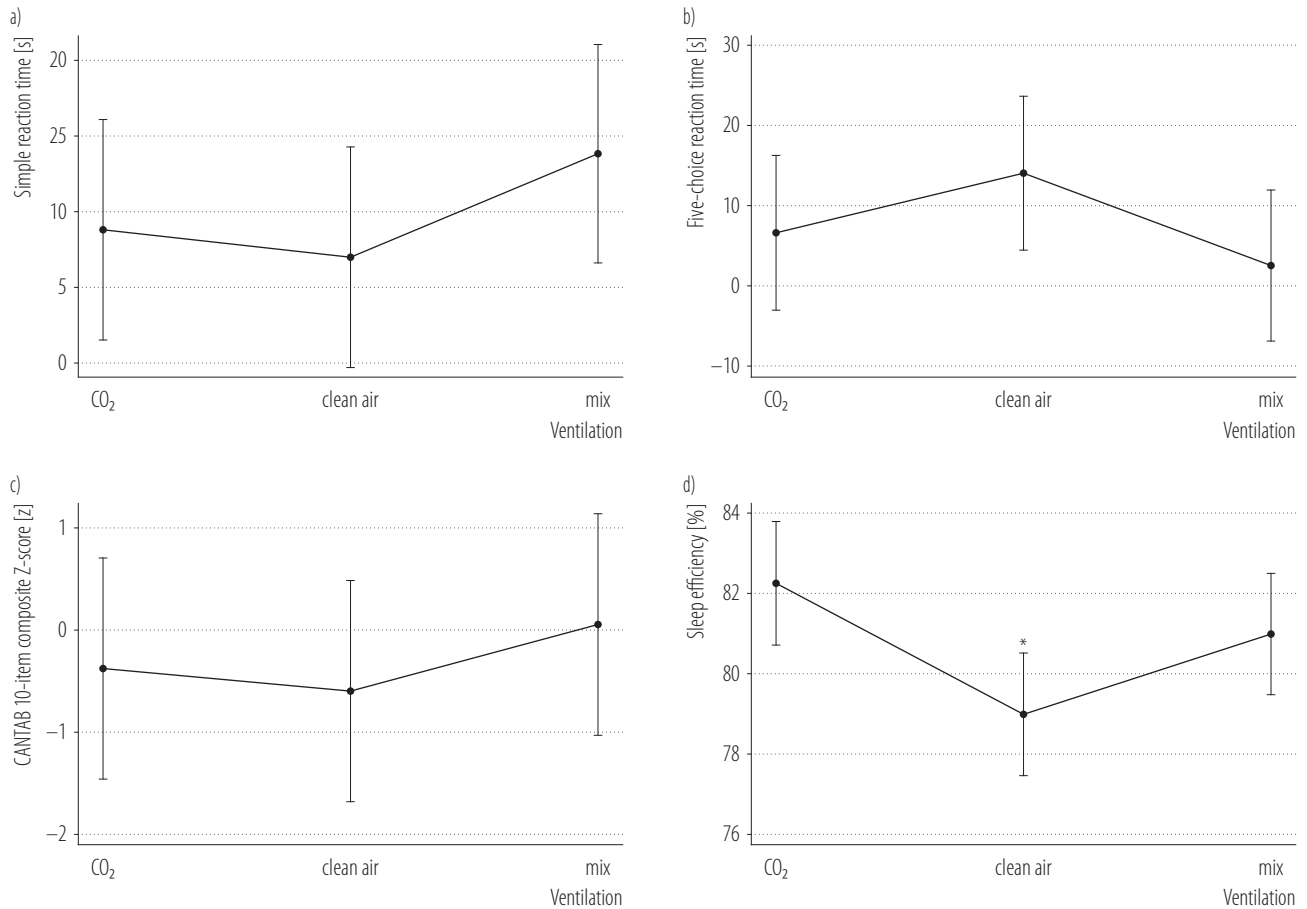 a)
Simple reaction time [s]
20
25
10
5
0
CO₂
clean air
mix
Ventilation
b)
Five-choice reaction time [s]
30
20
10
0
−10
CO₂
clean air
mix
Ventilation
c)
CANTAB 10-item composite Z-score [z]
1
0
−1
−2
CO₂
clean air
mix
Ventilation
d)
Sleep efficiency [%]
84
82
80
78
76
*
CO₂
clean air
mix
Ventilation